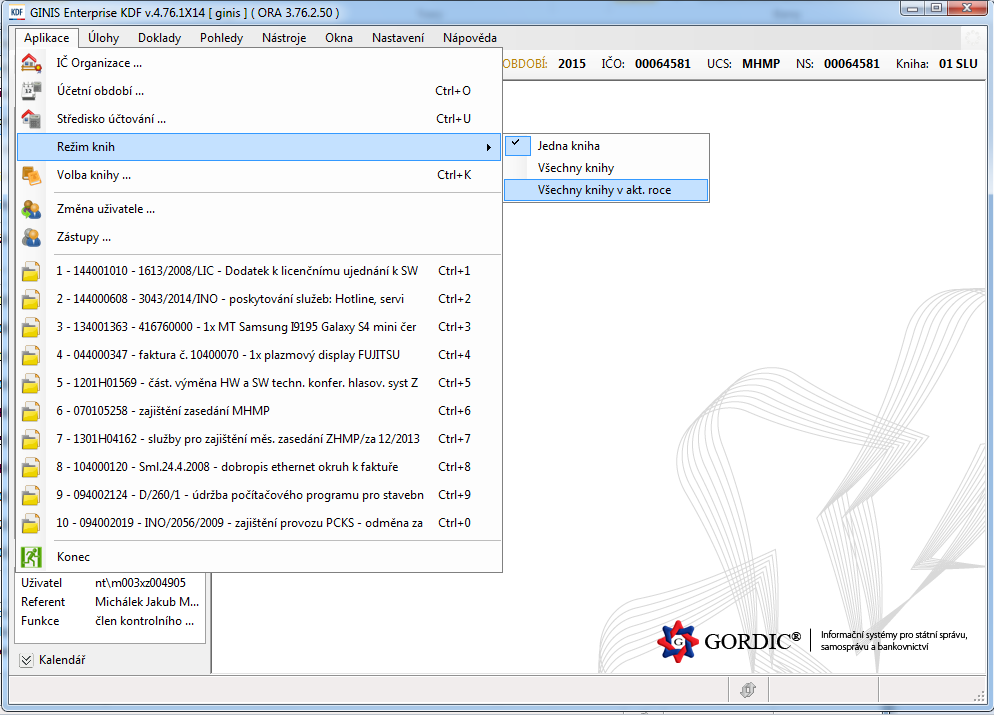 KDF GINIS Enterprise KDF v.4.76.1X14 [ ginis ] ( ORA 3.76.2.50 )
Aplikace Úlohy Doklady Pohledy Nástroje Okna Nastavení Nápověda
OBDOBÍ: 2015 IČO: 00064581 UCS: MHMP NS: 00064581 Kniha: 01 SLU
IČ Organizace ...
Účetní období ... Ctrl+O
Středisko účtování ... Ctrl+U
Režim knih
Jedna kniha
Všechny knihy
Všechny knihy v akt. roce
Volba knihy ... Ctrl+K
Změna uživatele ...
Zástupy ...
1 - 144001010 - 1613/2008/LIC - Dodatek k licenčnímu ujednání k SW Ctrl+1
2 - 144000608 - 3043/2014/INO - poskytování služeb: Hotline, servi Ctrl+2
3 - 134001363 - 416760000 - 1x MT Samsung I9195 Galaxy S4 mini čer Ctrl+3
4 - 044000347 - faktura č. 10400070 - 1x plazmový display FUJITSU Ctrl+4
5 - 1201H01569 - část. výměna HW a SW techn. konfer. hlasov. syst Z Ctrl+5
6 - 070105258 - zajištění zasedání MHMP Ctrl+6
7 - 1301H04162 - služby pro zajištění měs. zasedání ZHMP/za 12/2013 Ctrl+7
8 - 104000120 - Sml.24.4.2008 - dobropis ethernet okruh k faktuře Ctrl+8
9 - 094002124 - D/260/1 - údržba počítačového programu pro stavebn Ctrl+9
10 - 094002019 - INO/2056/2009 - zajištění provozu PCKS - odměna za Ctrl+0
Konec
Uživatel nt\m003xz004905
Referent Michálek Jakub M...
Funkce člen kontrolního ...
Kalendář
G GORDIC®
Informační systémy pro státní správu,
samosprávu a bankovnictví